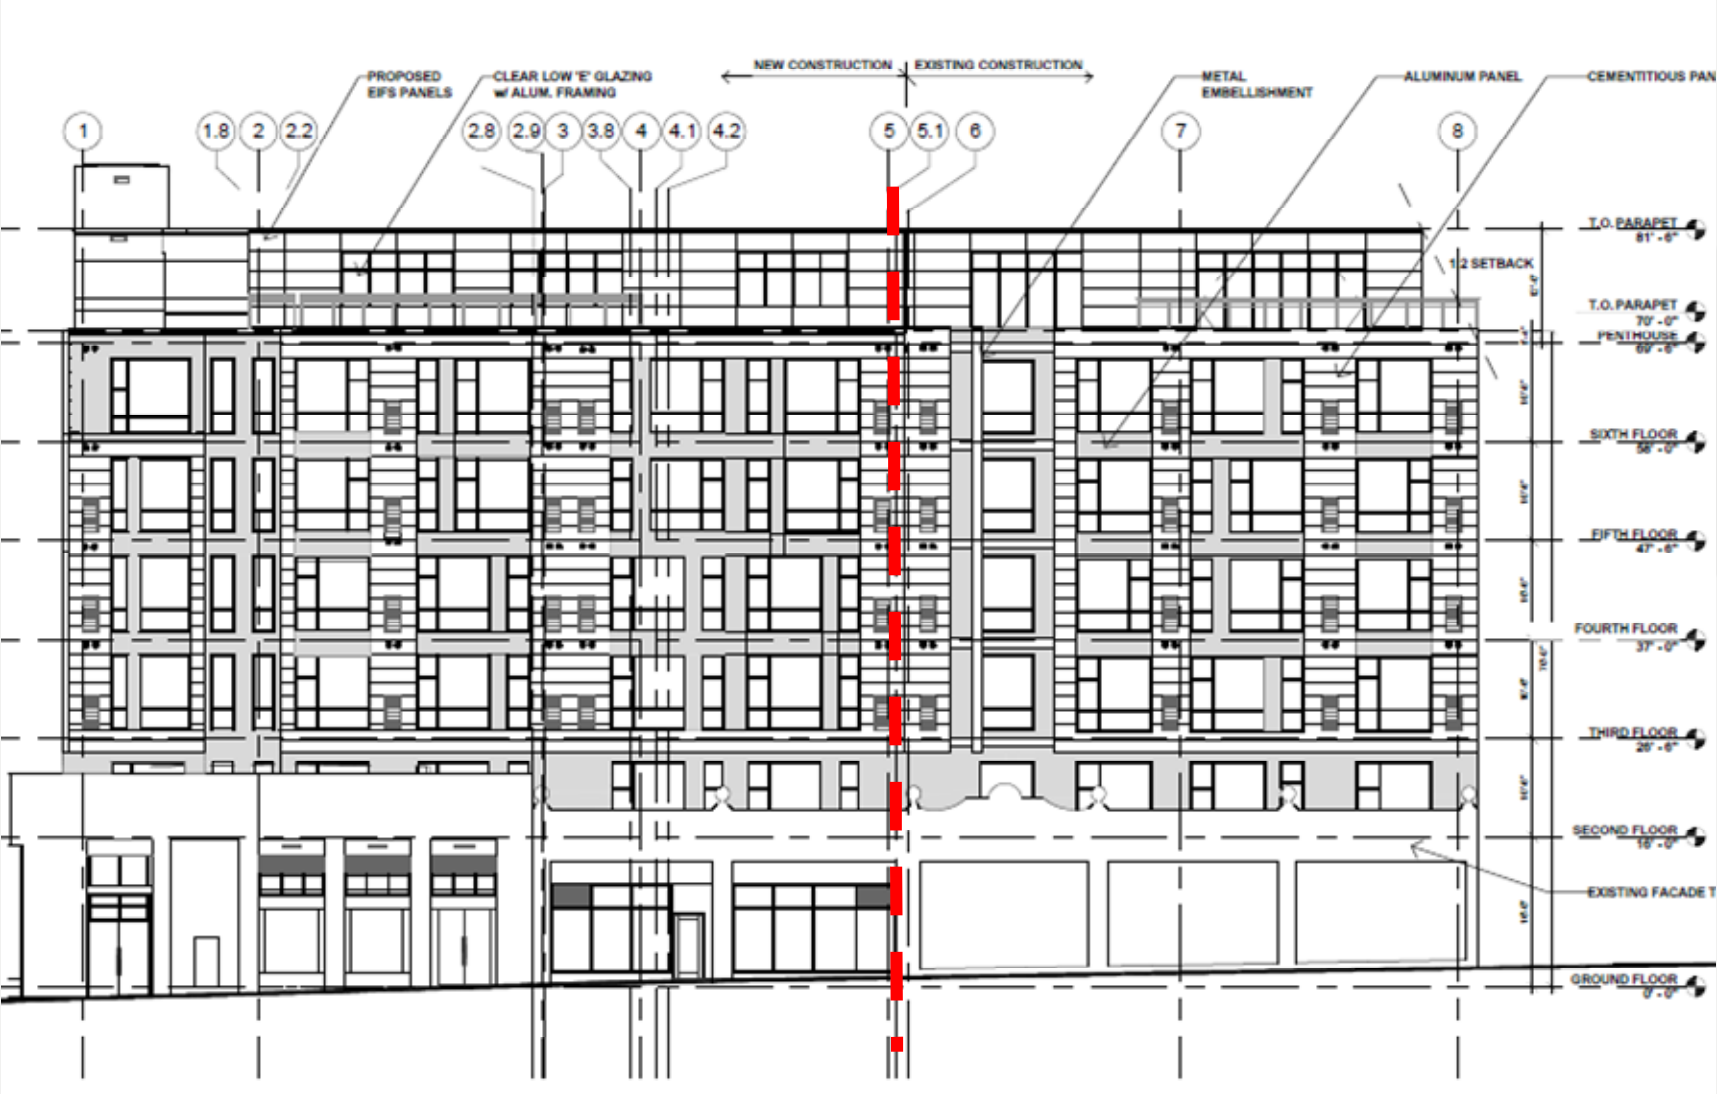 NEW CONSTRUCTION
EXISTING CONSTRUCTION
PROPOSED
EIFS PANELS
CLEAR LOW 'E' GLAZING
w/ ALUM. FRAMING
METAL
EMBELLISHMENT
ALUMINUM PANEL
CEMENTITIOUS PAN
1
1.8
2
2.2
2.8
2.9
3
3.8
4
4.1
4.2
5
5.1
6
7
8
T.O. PARAPET
81' - 6"
1:2 SETBACK
T.O. PARAPET
70' - 0"
PENTHOUSE
69' - 6"
SIXTH FLOOR
58' - 0"
FIFTH FLOOR
47' - 6"
FOURTH FLOOR
37' - 0"
THIRD FLOOR
26' - 6"
SECOND FLOOR
16' - 0"
EXISTING FACADE T
GROUND FLOOR
0' - 0"